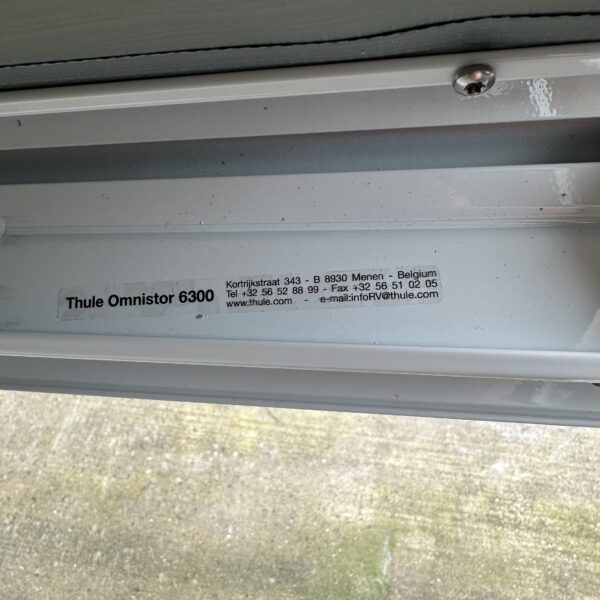 Thule Omnistor 6300
Kortrijkstraat 343 - B 8930 Menen - Belgium
Tel +32 56 52 88 99 - Fax +32 56 51 02 05
www.thule.com - e-mail:infoRV@thule.com